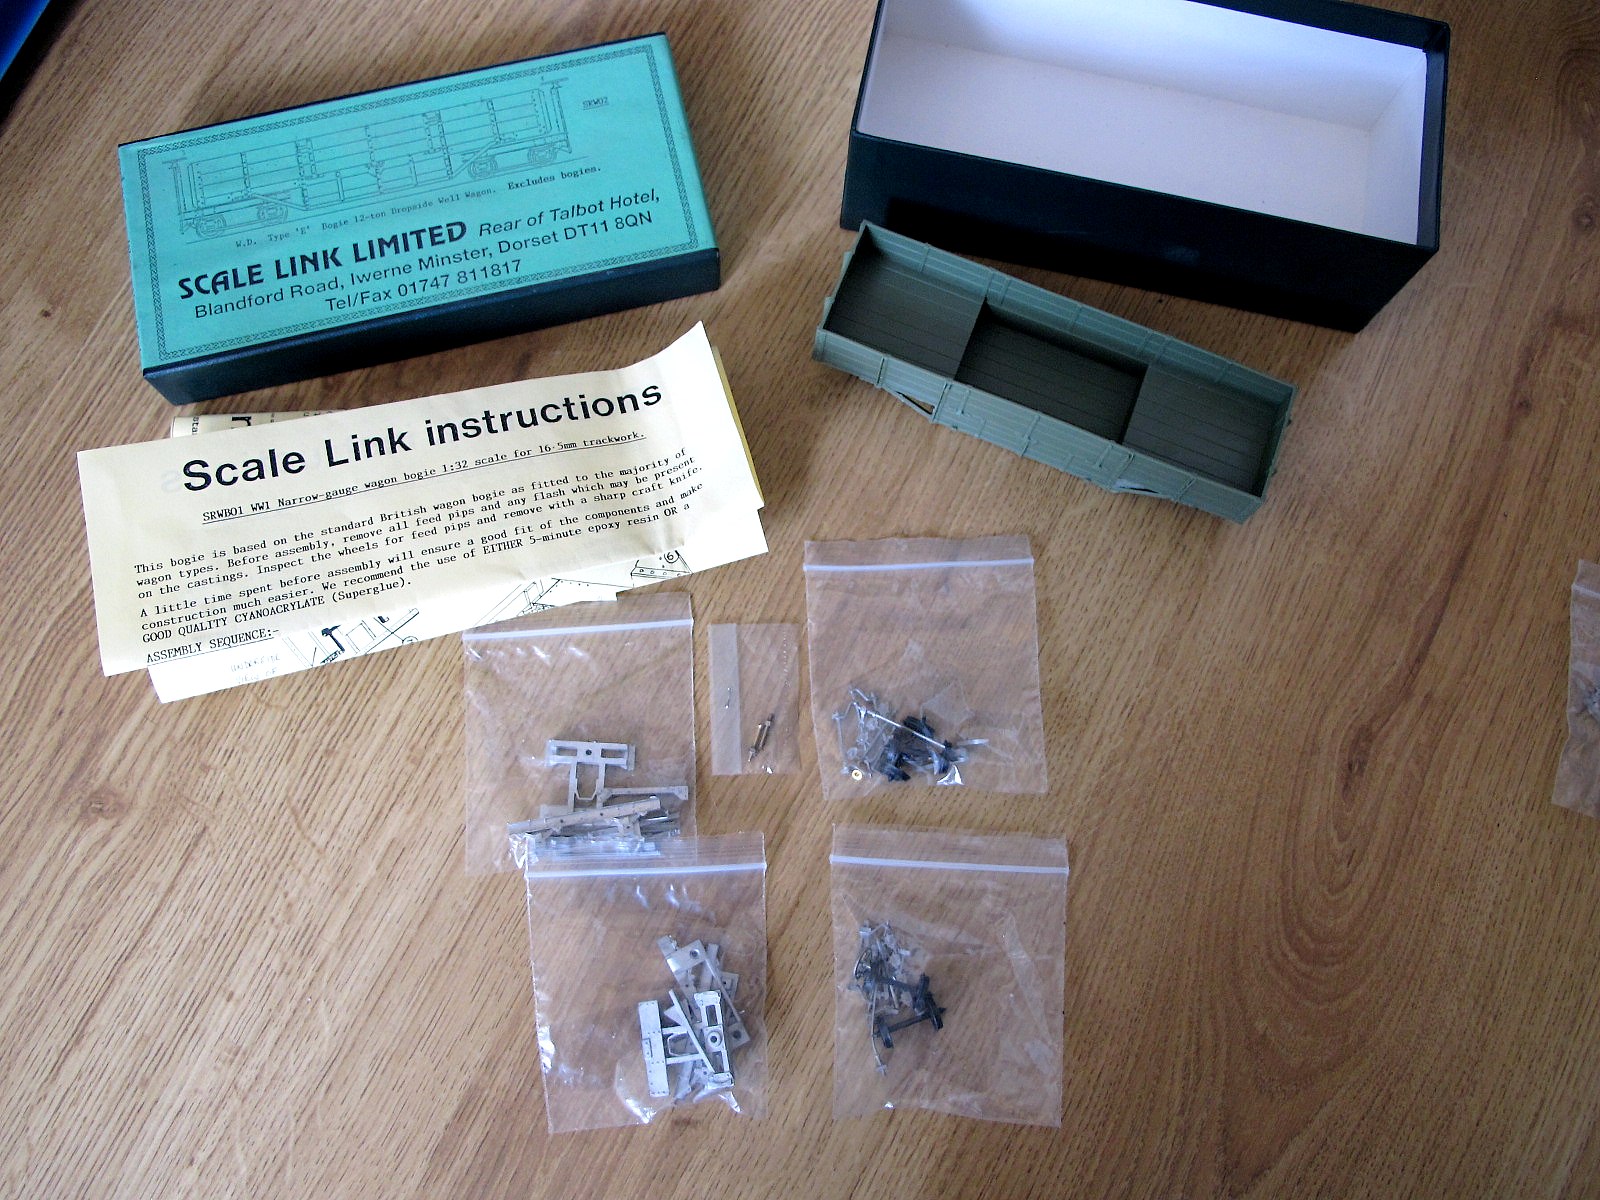 SRW02
W.D. Type 'E' Bogie 12-ton Dropside Well Wagon. Excludes bogies.
SCALE LINK LIMITED Rear of Talbot Hotel,
Blandford Road, Iwerne Minster, Dorset DT11 8QN
Tel/Fax 01747 811817
Scale Link instructions
SRWB01 WW1 Narrow-gauge wagon bogie 1:32 scale for 16·5mm trackwork.
This bogie is based on the standard British wagon bogie as fitted to the majority of
wagon types. Before assembly, remove all feed pips and any flash which may be present
on the castings. Inspect the wheels for feed pips and remove with a sharp craft knife.
A little time spent before assembly will ensure a good fit of the components and make
construction much easier. We recommend the use of EITHER 5-minute epoxy resin OR a
GOOD QUALITY CYANOACRYLATE (Superglue).
ASSEMBLY SEQUENCE:-
6